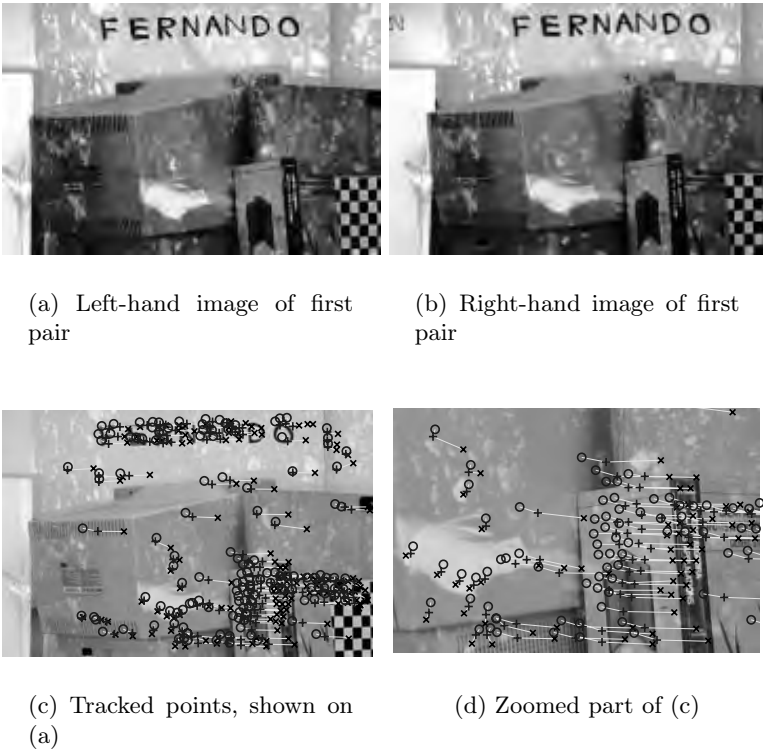 FERNANDO
N FERNANDO
(a) Left-hand image of first
pair
(b) Right-hand image of first
pair
(c) Tracked points, shown on
(a)
(d) Zoomed part of (c)